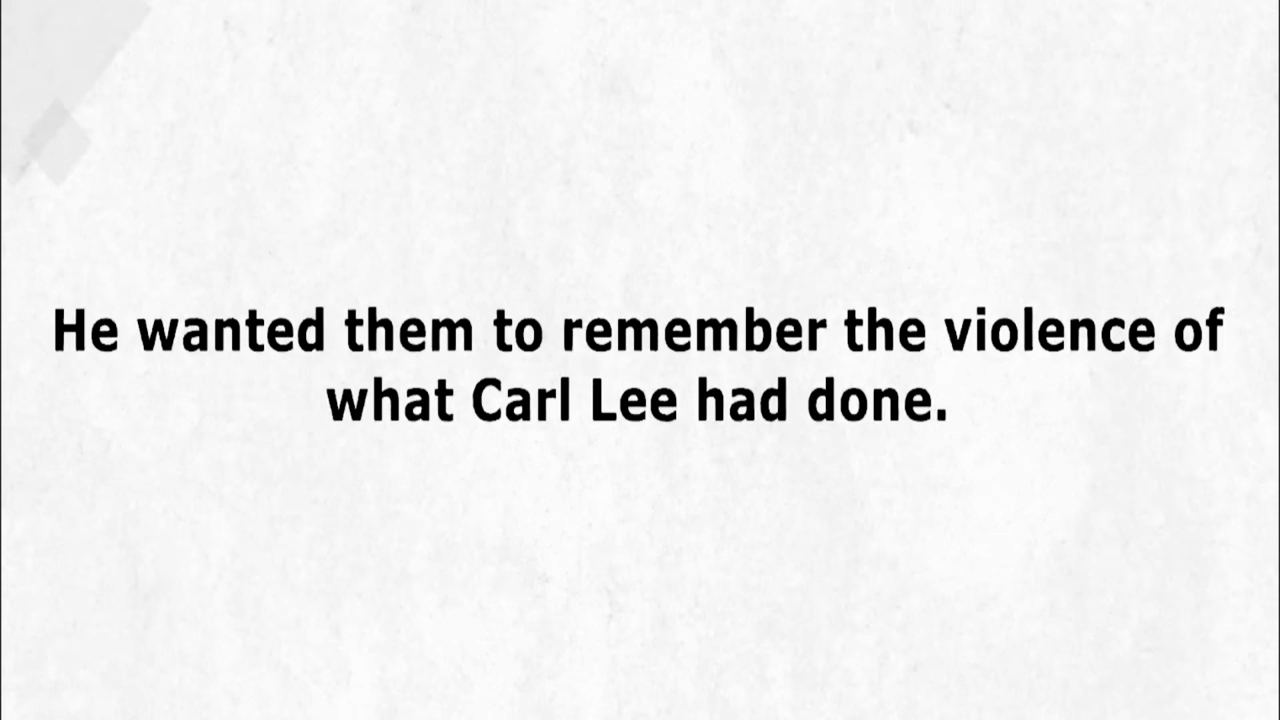 He wanted them to remember the violence of
what Carl Lee had done.